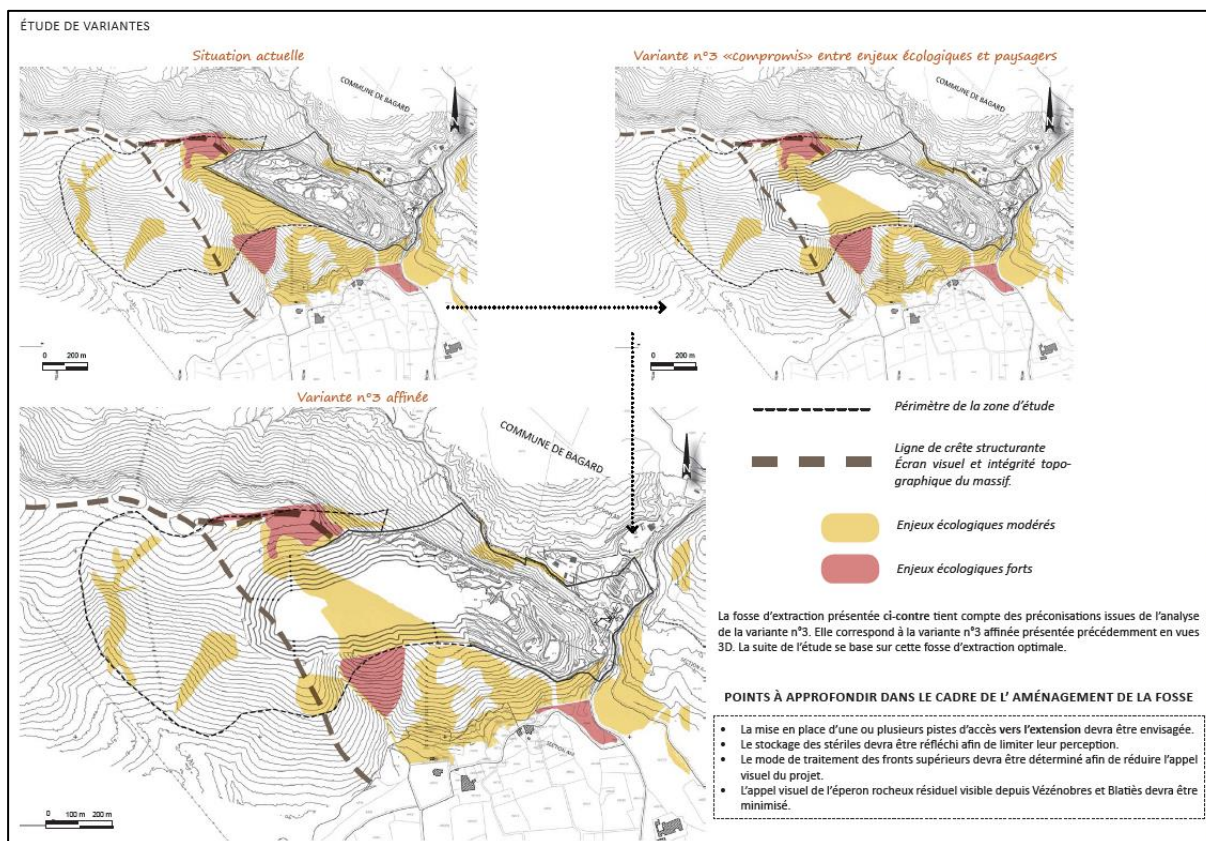 ÉTUDE DE VARIANTES
Situation actuelle
COMMUNE DE BAGARD
0 200 m
Variante n°3 «compromis» entre enjeux écologiques et paysagers
COMMUNE DE BAGARD
0 200 m
Variante n°3 affinée
COMMUNE DE BAGARD
N
0 100 m 200 m
Périmètre de la zone d'étude
Ligne de crête structurante
Écran visuel et intégrité topo-
graphique du massif.
Enjeux écologiques modérés
Enjeux écologiques forts
La fosse d'extraction présentée ci-contre tient compte des préconisations issues de l'analyse
de la variante n°3. Elle correspond à la variante n°3 affinée présentée précédemment en vues
3D. La suite de l'étude se base sur cette fosse d'extraction optimale.
POINTS À APPROFONDIR DANS LE CADRE DE L' AMÉNAGEMENT DE LA FOSSE
• La mise en place d'une ou plusieurs pistes d'accès vers l'extension devra être envisagée.
• Le stockage des stériles devra être réfléchi afin de limiter leur perception.
• Le mode de traitement des fronts supérieurs devra être déterminé afin de réduire l'appel
visuel du projet.
• L'appel visuel de l'éperon rocheux résiduel visible depuis Vézénobres et Blatiès devra être
minimisé.